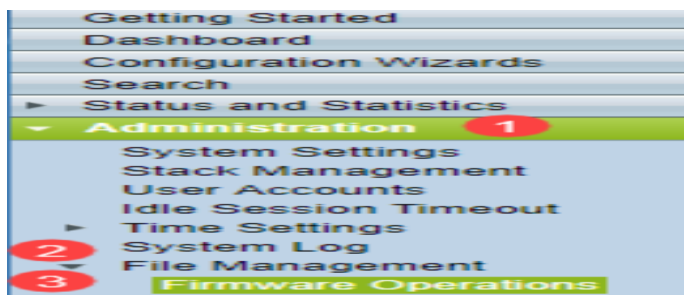 Getting Started
Dashboard
Configuration Wizards
Search
Status and Statistics
Administration 1
System Settings
Stack Management
User Accounts
Idle Session Timeout
Time Settings
2 System Log
File Management
3 Firmware Operations